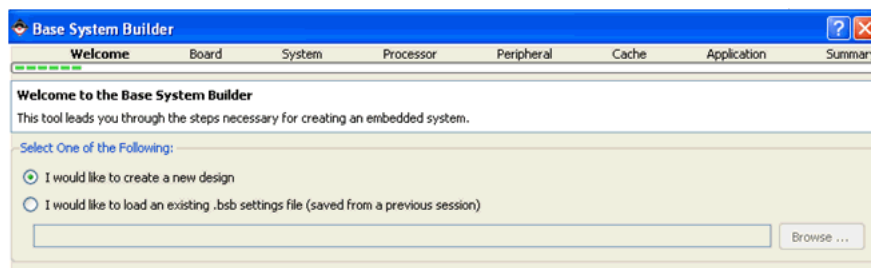 Base System Builder
Welcome Board System Processor Peripheral Cache Application Summar
Welcome to the Base System Builder
This tool leads you through the steps necessary for creating an embedded system.
Select One of the Following:
I would like to create a new design
I would like to load an existing .bsb settings file (saved from a previous session)
Browse ...